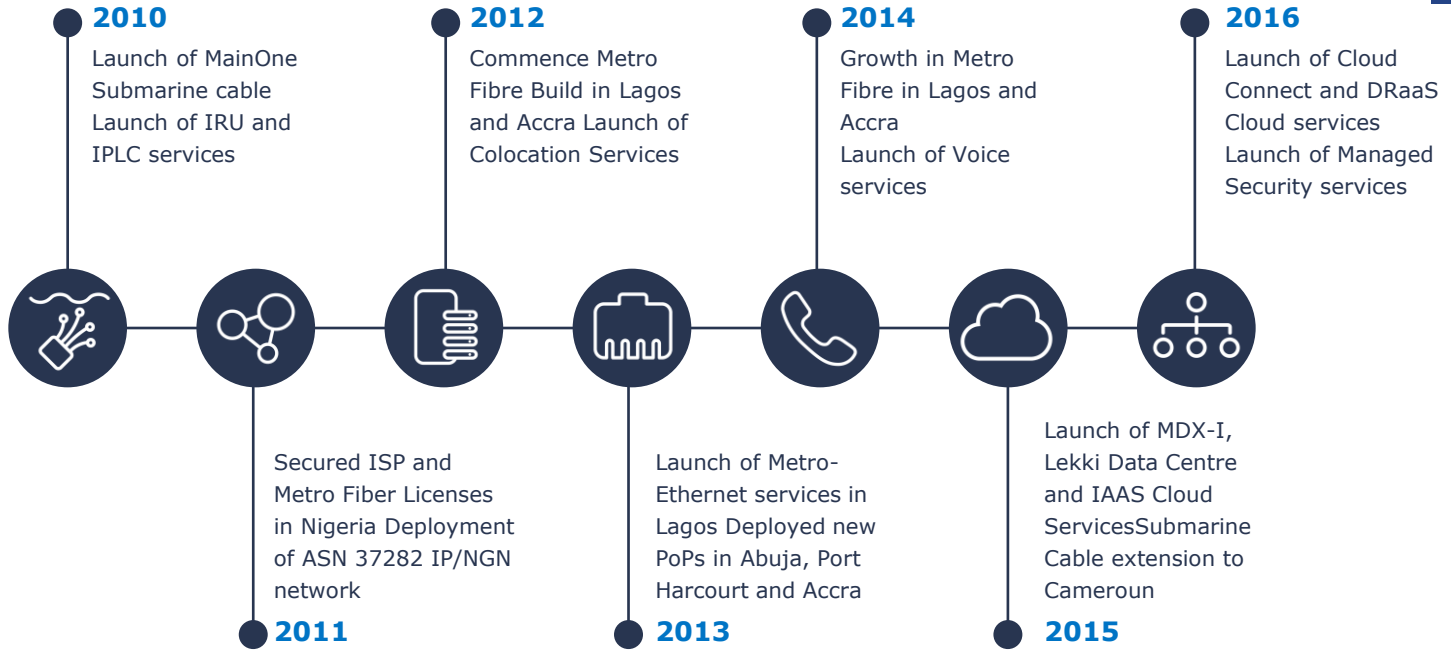 2010
Launch of MainOne
Submarine cable
Launch of IRU and
IPLC services
2012
Commence Metro
Fibre Build in Lagos
and Accra Launch of
Colocation Services
2014
Growth in Metro
Fibre in Lagos and
Accra
Launch of Voice
services
2016
Launch of Cloud
Connect and DRaaS
Cloud services
Launch of Managed
Security services
Secured ISP and
Metro Fiber Licenses
in Nigeria Deployment
of ASN 37282 IP/NGN
network
2011
Launch of Metro-
Ethernet services in
Lagos Deployed new
PoPs in Abuja, Port
Harcourt and Accra
2013
Launch of MDX-I,
Lekki Data Centre
and IAAS Cloud
ServicesSubmarine
Cable extension to
Cameroun
2015